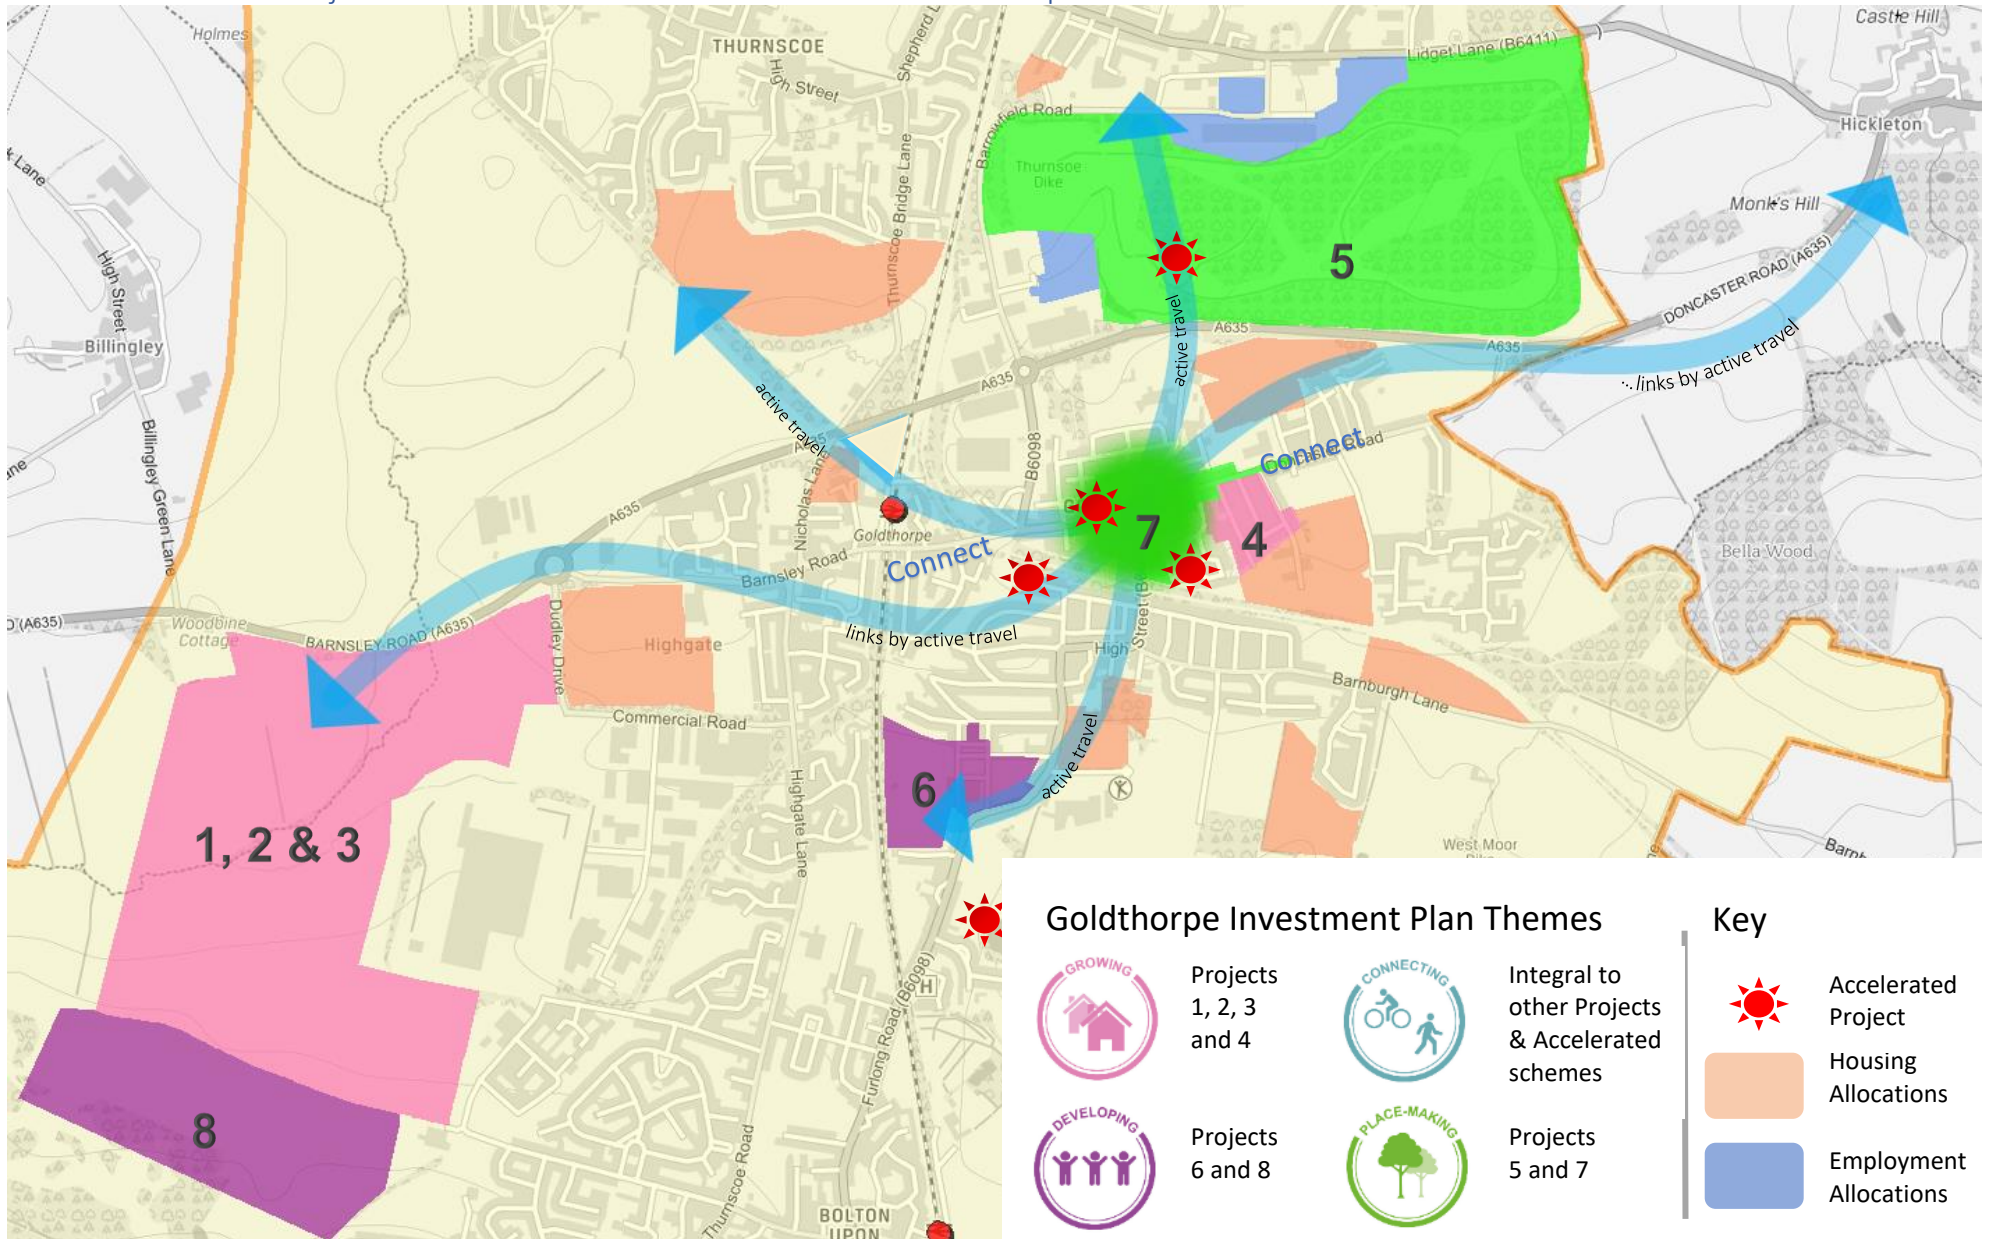 Holmes
THURNSCOE
High Street
Shepherd L
Lidget Lane (B6411)
Castle Hill
Hickleton
Barrowfield Road
Thurnsoe
Dike
Monk's Hill
Lane
High Street
Billingley
Thurnscoe Bridge Lane
5
DONCASTER ROAD (A635)
active travel
A635
A635
links by active travel
A635
active travel
Connect
Road
B6098
Billingley Green Lane
Nicholas Lane
A635
Goldthorpe
7
4
Bella Wood
Connect
Barnsley Road
(A635)
Woodbine
Cottage
BARNSLEY ROAD (A635)
Dudley Drive
Highgate
links by active travel
High Street
Barnburgh Lane
Commercial Road
active travel
6
Highgate Lane
1, 2 & 3
West Moor
Barnb
Furlong Road (B6098)
H
8
Thurnscoe Road
BOLTON
UPON
Goldthorpe Investment Plan Themes
GROWING
Projects
1, 2, 3
and 4
CONNECTING
Integral to
other Projects
& Accelerated
schemes
DEVELOPING
Projects
6 and 8
PLACE-MAKING
Projects
5 and 7
Key
Accelerated
Project
Housing
Allocations
Employment
Allocations